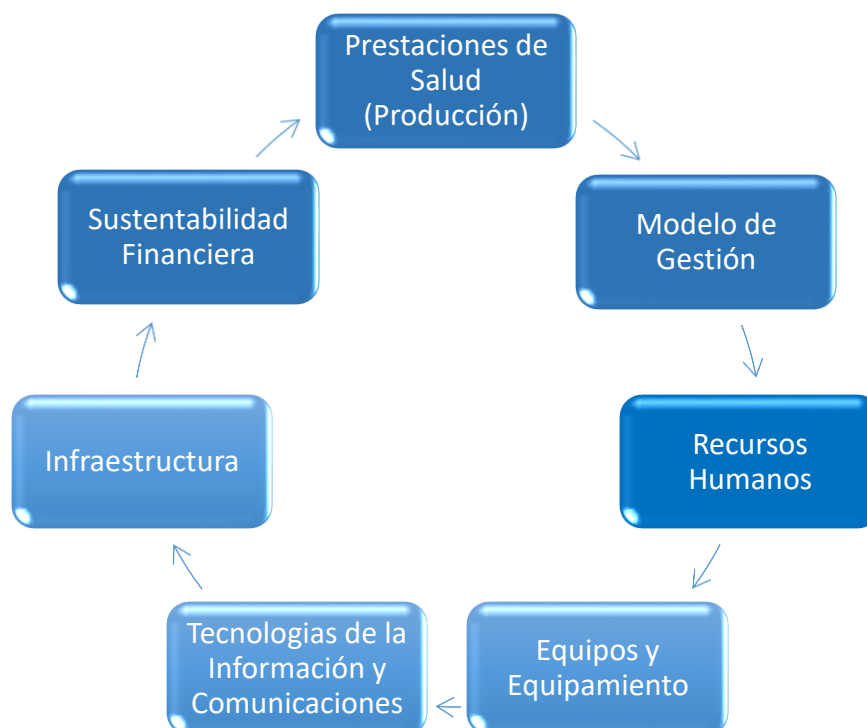 Prestaciones de
Salud
(Producción)
Modelo de
Gestión
Recursos
Humanos
Equipos y
Equipamiento
Tecnologias de la
Información y
Comunicaciones
Infraestructura
Sustentabilidad
Financiera